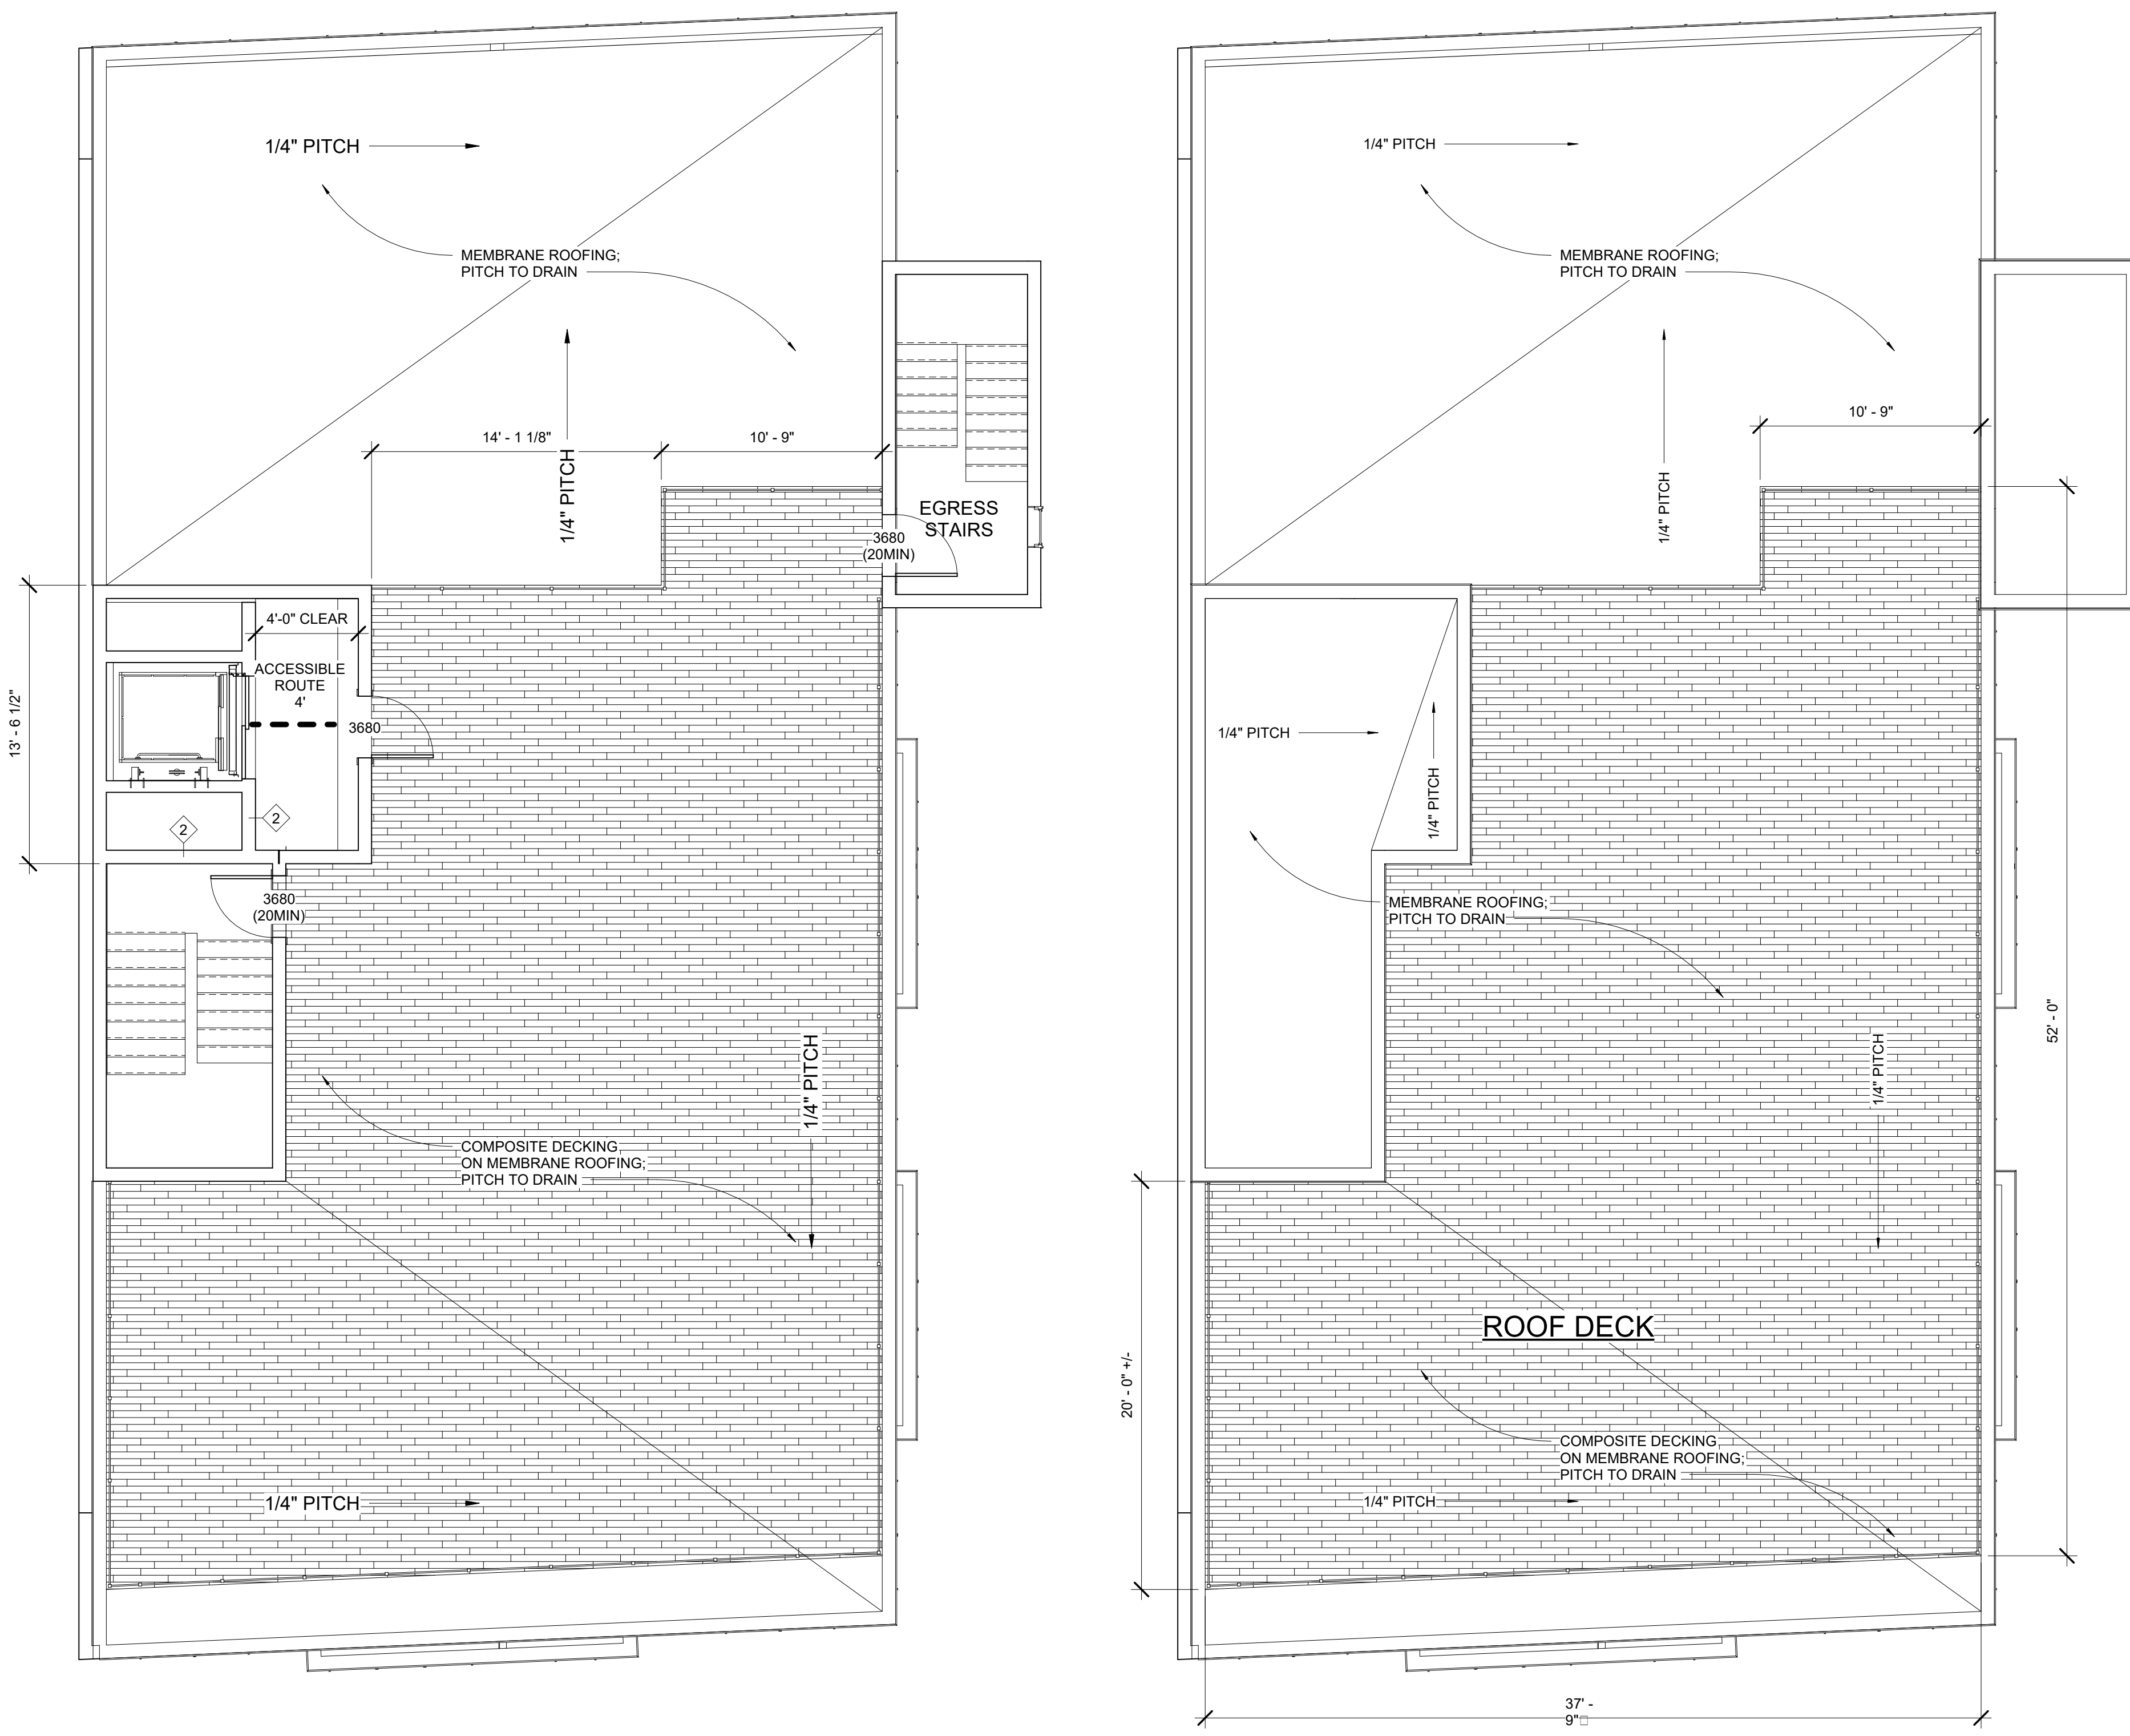 1/4" PITCH
MEMBRANE ROOFING;
PITCH TO DRAIN
14' - 1 1/8"
10' - 9"
1/4" PITCH
EGRESS
STAIRS
3680
(20MIN)
4'-0" CLEAR
ACCESSIBLE
ROUTE
4'
3680
13' - 6 1/2"
2
2
3680
(20MIN)
1/4" PITCH
COMPOSITE DECKING
ON MEMBRANE ROOFING;
PITCH TO DRAIN
1/4" PITCH
1/4" PITCH
MEMBRANE ROOFING;
PITCH TO DRAIN
10' - 9"
1/4" PITCH
1/4" PITCH
1/4" PITCH
MEMBRANE ROOFING;
PITCH TO DRAIN
52' - 0"
1/4" PITCH
ROOF DECK
20' - 0" +/-
COMPOSITE DECKING
ON MEMBRANE ROOFING;
PITCH TO DRAIN
1/4" PITCH
37' -
9"□